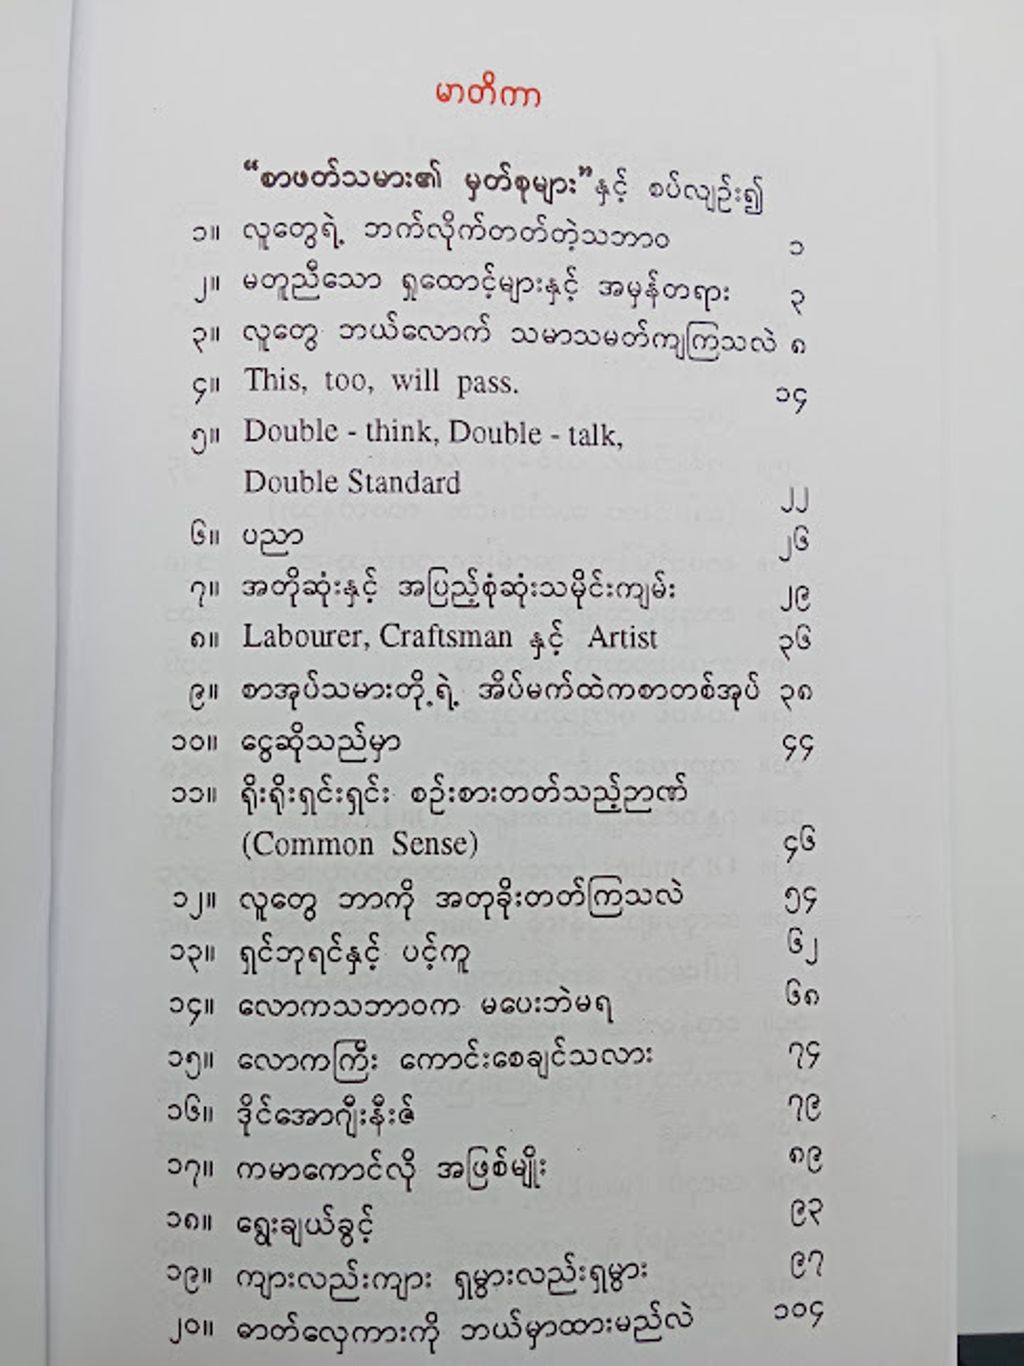 မာတိကာ
“စာဖတ်သမား၏ မှတ်စုများ”နှင့် စပ်လျဉ်း၍
၁။ လူတွေရဲ့ ဘက်လိုက်တတ်တဲ့သဘာဝ ၁
၂။ မတူညီသော ရှုထောင့်များနှင့် အမှန်တရား ၃
၃။ လူတွေ ဘယ်လောက် သမာသမတ်ကျကြသလဲ ၈
၄။ This, too, will pass. ၁၄
၅။ Double - think, Double - talk,
Double Standard ၂၂
၆။ ပညာ ၂၆
၇။ အတိုဆုံးနှင့် အပြည့်စုံဆုံးသမိုင်းကျမ်း ၂၉
၈။ Labourer, Craftsman နှင့် Artist ၃၆
၉။ စာအုပ်သမားတို့ရဲ့ အိပ်မက်ထဲကစာတစ်အုပ် ၃၈
၁၀။ ငွေဆိုသည်မှာ ၄၄
၁၁။ ရိုးရိုးရှင်းရှင်း စဉ်းစားတတ်သည့်ဉာဏ်
(Common Sense) ၄၆
၁၂။ လူတွေ ဘာကို အတုခိုးတတ်ကြသလဲ ၅၄
၁၃။ ရှင်ဘုရင်နှင့် ပင့်ကူ ၆၂
၁၄။ လောကသဘာဝက မပေးဘဲမရ ၆၈
၁၅။ လောကကြီး ကောင်းစေချင်သလား ၇၄
၁၆။ ဒိုင်အောဂျီးနီးဇ် ၇၉
၁၇။ ကမာကောင်လို အဖြစ်မျိုး ၈၉
၁၈။ ရွေးချယ်ခွင့် ၉၃
၁၉။ ကျားလည်းကျား ရှမွားလည်းရှမွား ၉၇
၂၀။ ဓာတ်လှေကားကို ဘယ်မှာထားမည်လဲ ၁၀၄